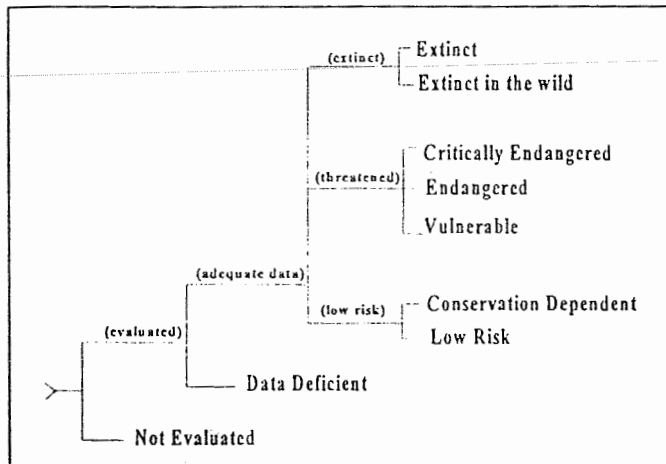 (extinct)
Extinct
Extinct in the wild
(threatened)
Critically Endangered
Endangered
Vulnerable
(adequate data)
(low risk)
Conservation Dependent
Low Risk
(evaluated)
Data Deficient
Not Evaluated